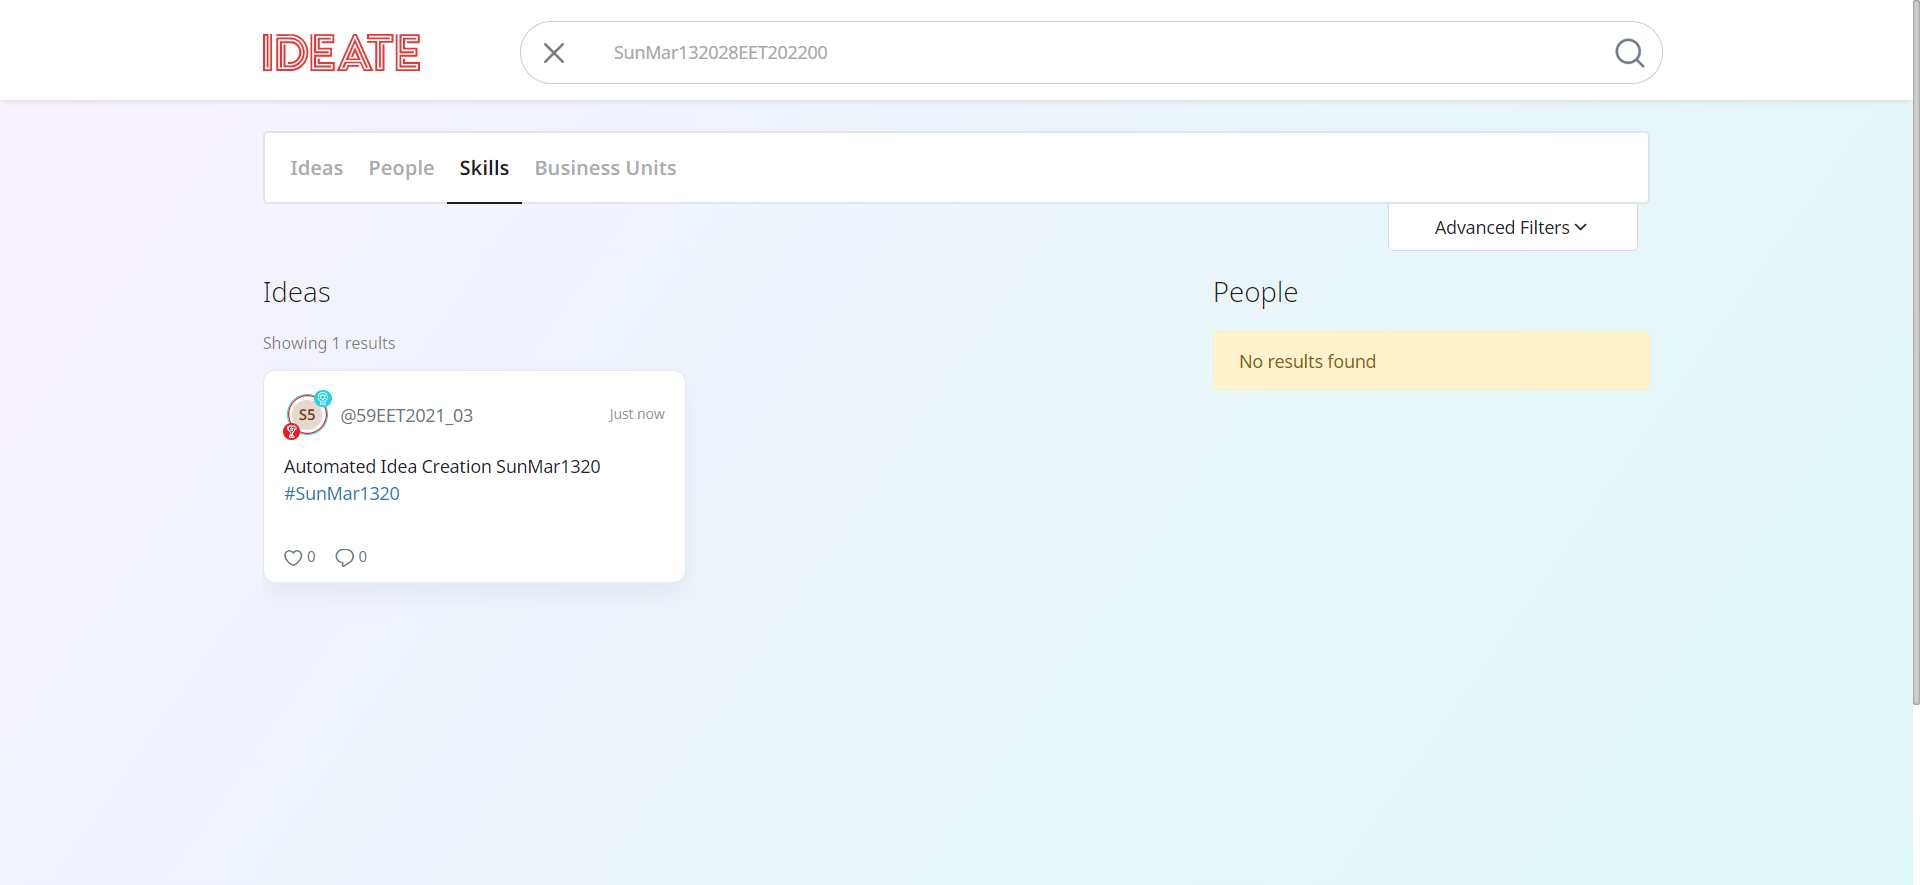 IDEATE
SunMar132028EET202200
Ideas People Skills Business Units
Advanced Filters
Ideas
People
Showing 1 results
No results found
S5 @59EET2021_03 Just now
Automated Idea Creation SunMar1320
#SunMar1320
0 0